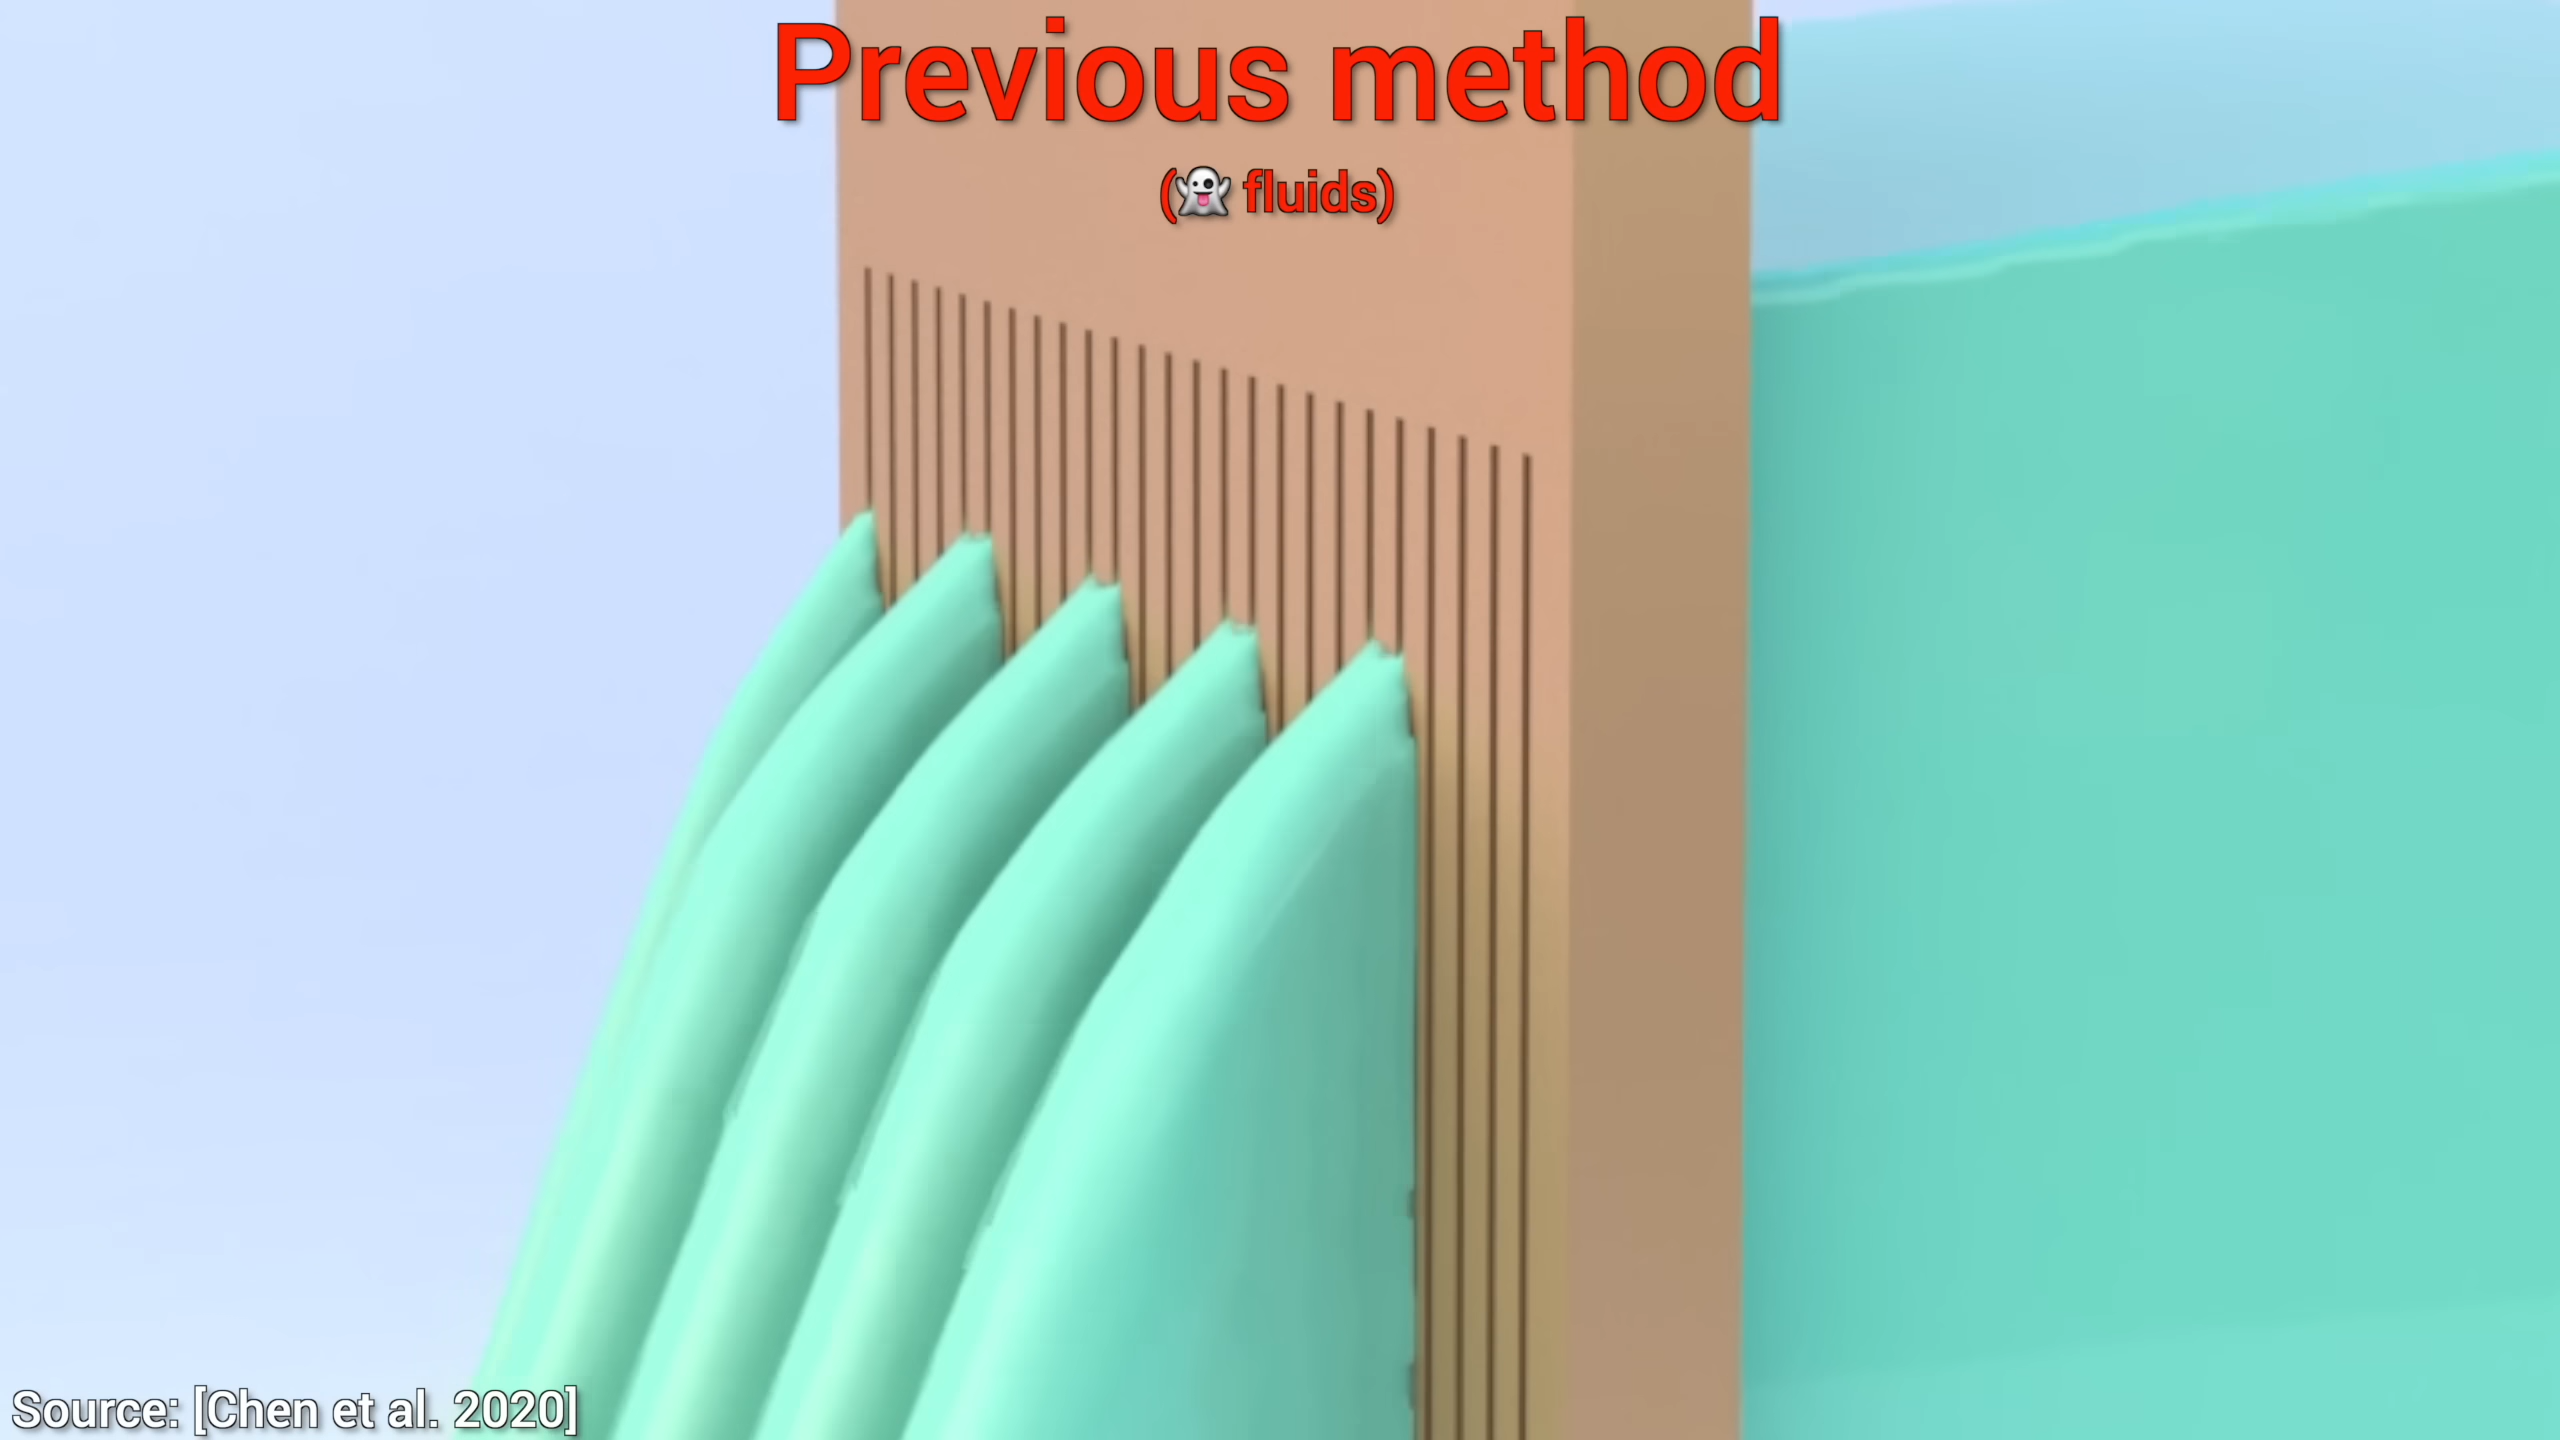 Previous method
(👻 fluids)
Source: [Chen et al. 2020]